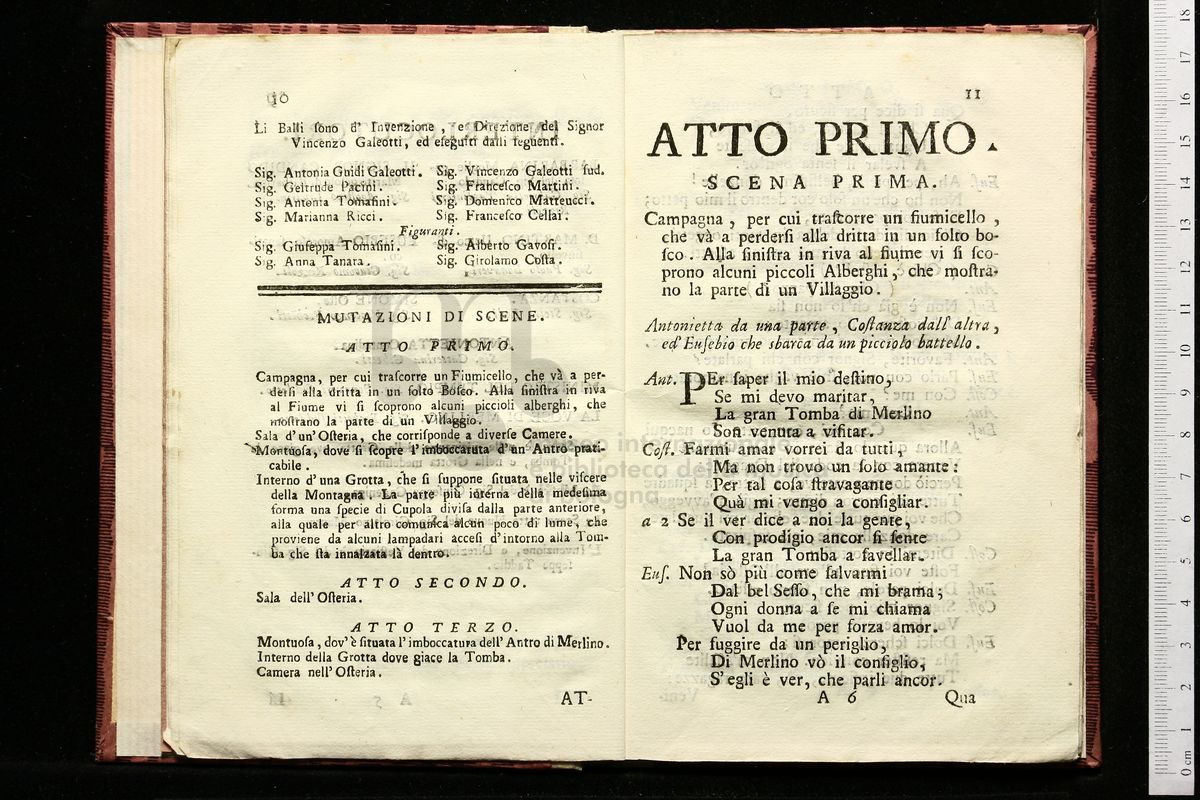 10
Li Balli ſono d' Invenzione, e Direzione del Signor
Vincenzo Galeotti, ed eſeguiti dalli ſeguenti.
Sig. Antonia Guidi Galeotti. Sig. Vincenzo Galeotti ſud.
Sig. Geltrude Pacini. Sig. Franceſco Martini.
Sig. Antonia Tomaſini. Sig. Domenico Matteucci.
Sig. Marianna Ricci. Sig. Franceſco Cellai.
Figuranti.
Sig. Giuſeppa Tomaſini. Sig. Alberto Gavoſi.
Sig. Anna Tanara. Sig. Girolamo Coſta.
MUTAZIONI DI SCENE.
ATTO PRIMO.
Campagna, per cui traſcorre un Fiumicello, che và a per-
derſi alla dritta in un folto Boſco. Alla ſiniſtra in riva
al Fiume vi ſi ſcoprono alcuni piccioli alberghi, che
moſtrano la parte di un Villaggio.
Sala d'un'Oſteria, che corriſponde a diverſe Camere.
Montuoſa, dove ſi ſcopre l'imboccatura d'un Antro prati-
cabile.
Interno d'una Grotta, che ſi ſuppone ſituata nelle viſcere
della Montagna. La parte più interna della medeſima
forma una ſpecie di Cupola diviſa dalla parte anteriore,
alla quale per altro comunica alcun poco di lume, che
proviene da alcuni lampadari acceſi d'intorno alla Tom-
ba che ſta innalzata là dentro.
ATTO SECONDO.
Sala dell'Oſteria.
ATTO TERZO.
Montuoſa, dov'è ſituata l'imboccatura dell'Antro di Merlino.
Interno della Grotta dove giace la Tomba.
Camera nell'Oſteria.
AT-
11
ATTO PRIMO.
SCENA PRIMA.
Campagna, per cui traſtorre un fiumicello,
che và a perderſi alla dritta in un folto bo-
ſco. Alla ſiniſtra in riva al fiume vi ſi ſco-
prono alcuni piccoli Alberghi, che moſtra-
no la parte di un Villaggio.
Antonietta da una parte, Coſtanza dall'altra,
ed Euſebio che sbarca da un picciolo battello.
Ant. PEr ſaper il mio deſtino,
Se mi devo maritar,
La gran Tomba di Merlino
Son venuta a viſitar.
Coſt. Farmi amar vorrei da tutti,
Ma non trovo un ſolo amante:
Per tal coſa ſtravagante
Quà mi vengo a conſigliar.
a 2 Se il ver dice a noi la gente,
Con prodigio ancor ſi ſente
La gran Tomba a favellar.
Euſ. Non sò più come ſalvarmi
Dal bel Seſſo, che mi brama;
Ogni donna a ſe mi chiama
Vuol da me per forza amor.
Per fuggire da un periglio,
Di Merlino vò il conſiglio,
S'egli è ver, che parli ancor.
A 6 Qua